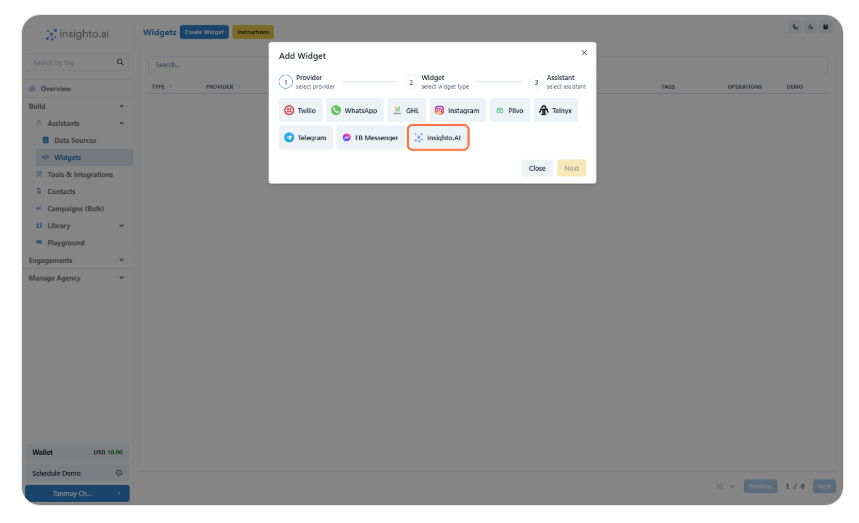 insighto.ai
Search by tag
Overview
Build
Assistants
Data Sources
Widgets
Tools & Integrations
Contacts
Campaigns (Bulk)
Library
Playground
Engagements
Manage Agency
Wallet USD 10.00
Schedule Demo
Tanmay Ch...
Widgets Create Widget Instructions
Search...
TYPE PROVIDER TAGS OPERATIONS DEMO
Add Widget
1 Provider select provider
2 Widget select widget type
3 Assistant select assistant
Twilio WhatsApp GHL Instagram Plivo Telnyx
Telegram FB Messenger Insighto.AI
Close Next
10 Previous 1 / 0 Next